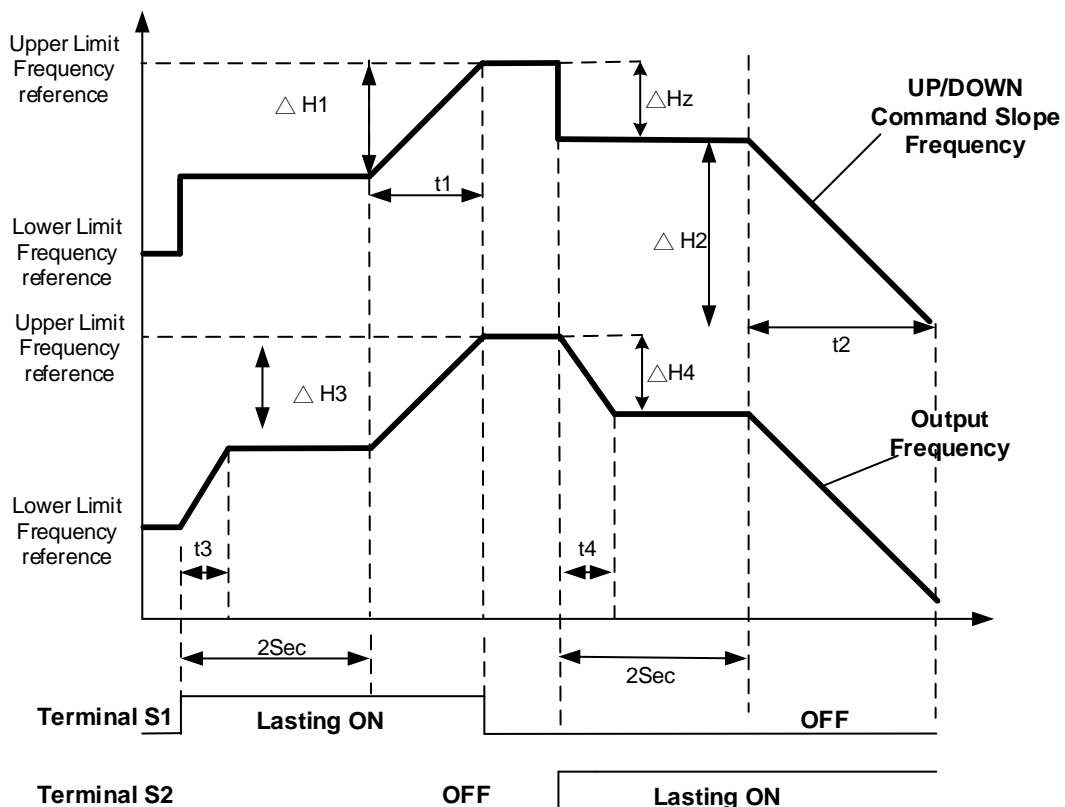 Upper Limit
Frequency
reference
△ H1
△Hz
UP/DOWN
Command Slope
Frequency
t1
Lower Limit
Frequency
reference
△ H2
Upper Limit
Frequency
reference
t2
△ H3
△H4
Output
Frequency
Lower Limit
Frequency
reference
t3
t4
2Sec
2Sec
Terminal S1
Lasting ON
OFF
Terminal S2
OFF
Lasting ON